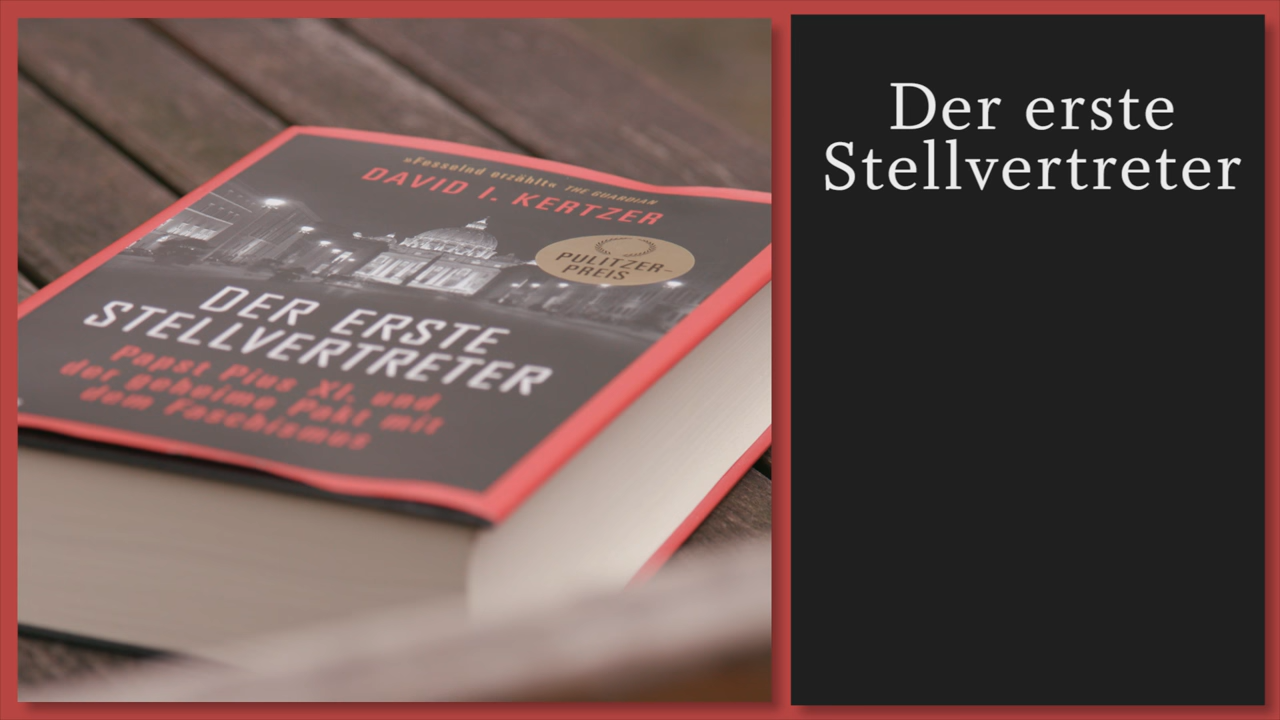 »Fesselnd erzählt« THE GUARDIAN
DAVID I. KERTZER
PULITZER-
PREIS
DER ERSTE
STELLVERTRETER
Papst Pius XI. und
der geheime Pakt mit
dem Faschismus
Der erste
Stellvertreter